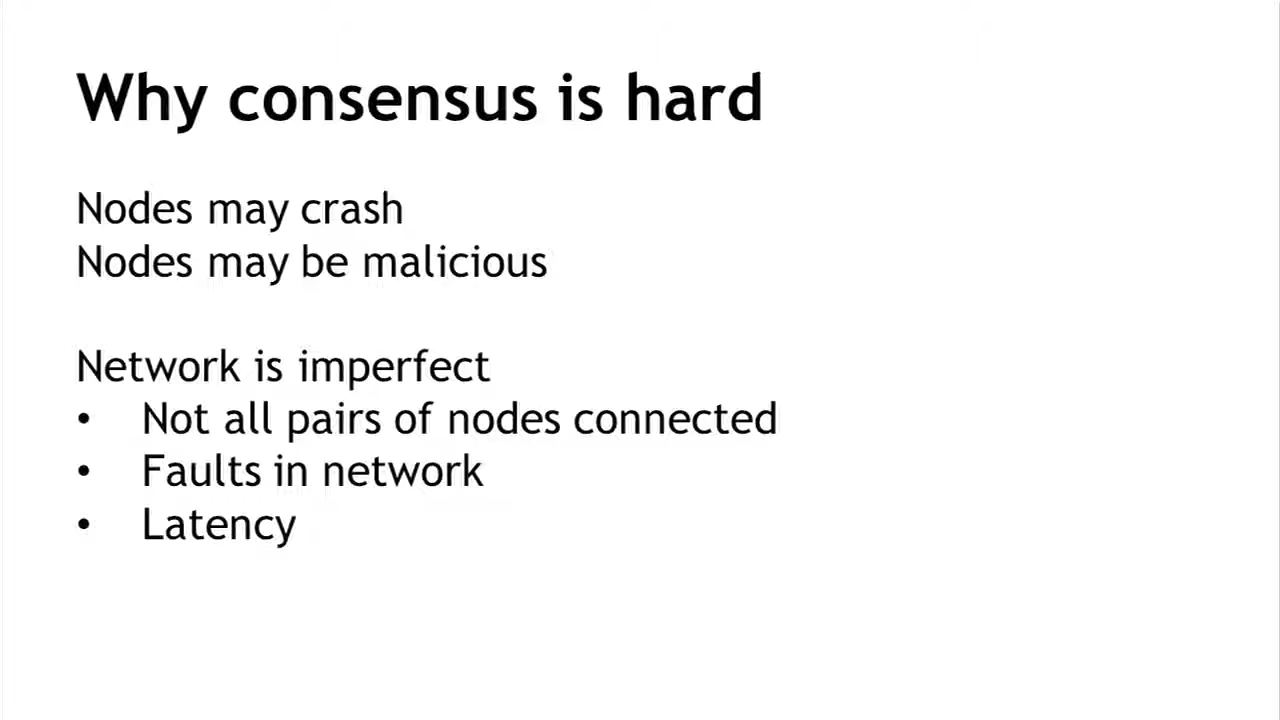 Why consensus is hard
Nodes may crash
Nodes may be malicious
Network is imperfect
• Not all pairs of nodes connected
• Faults in network
• Latency